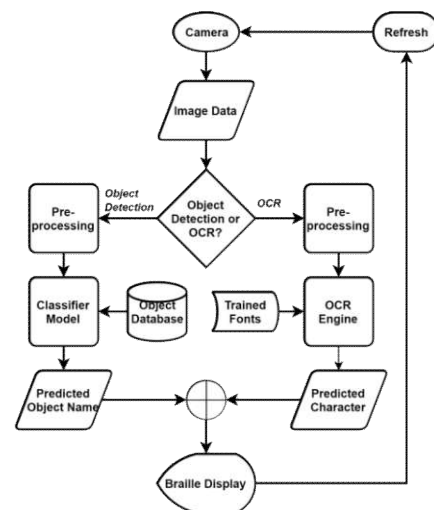 Camera
Refresh
Image Data
Object
Detection
Object
Detection or
OCR?
OCR
Pre-
processing
Pre-
processing
Classifier
Model
Object
Database
Trained
Fonts
OCR
Engine
Predicted
Object Name
Predicted
Character
Braille Display